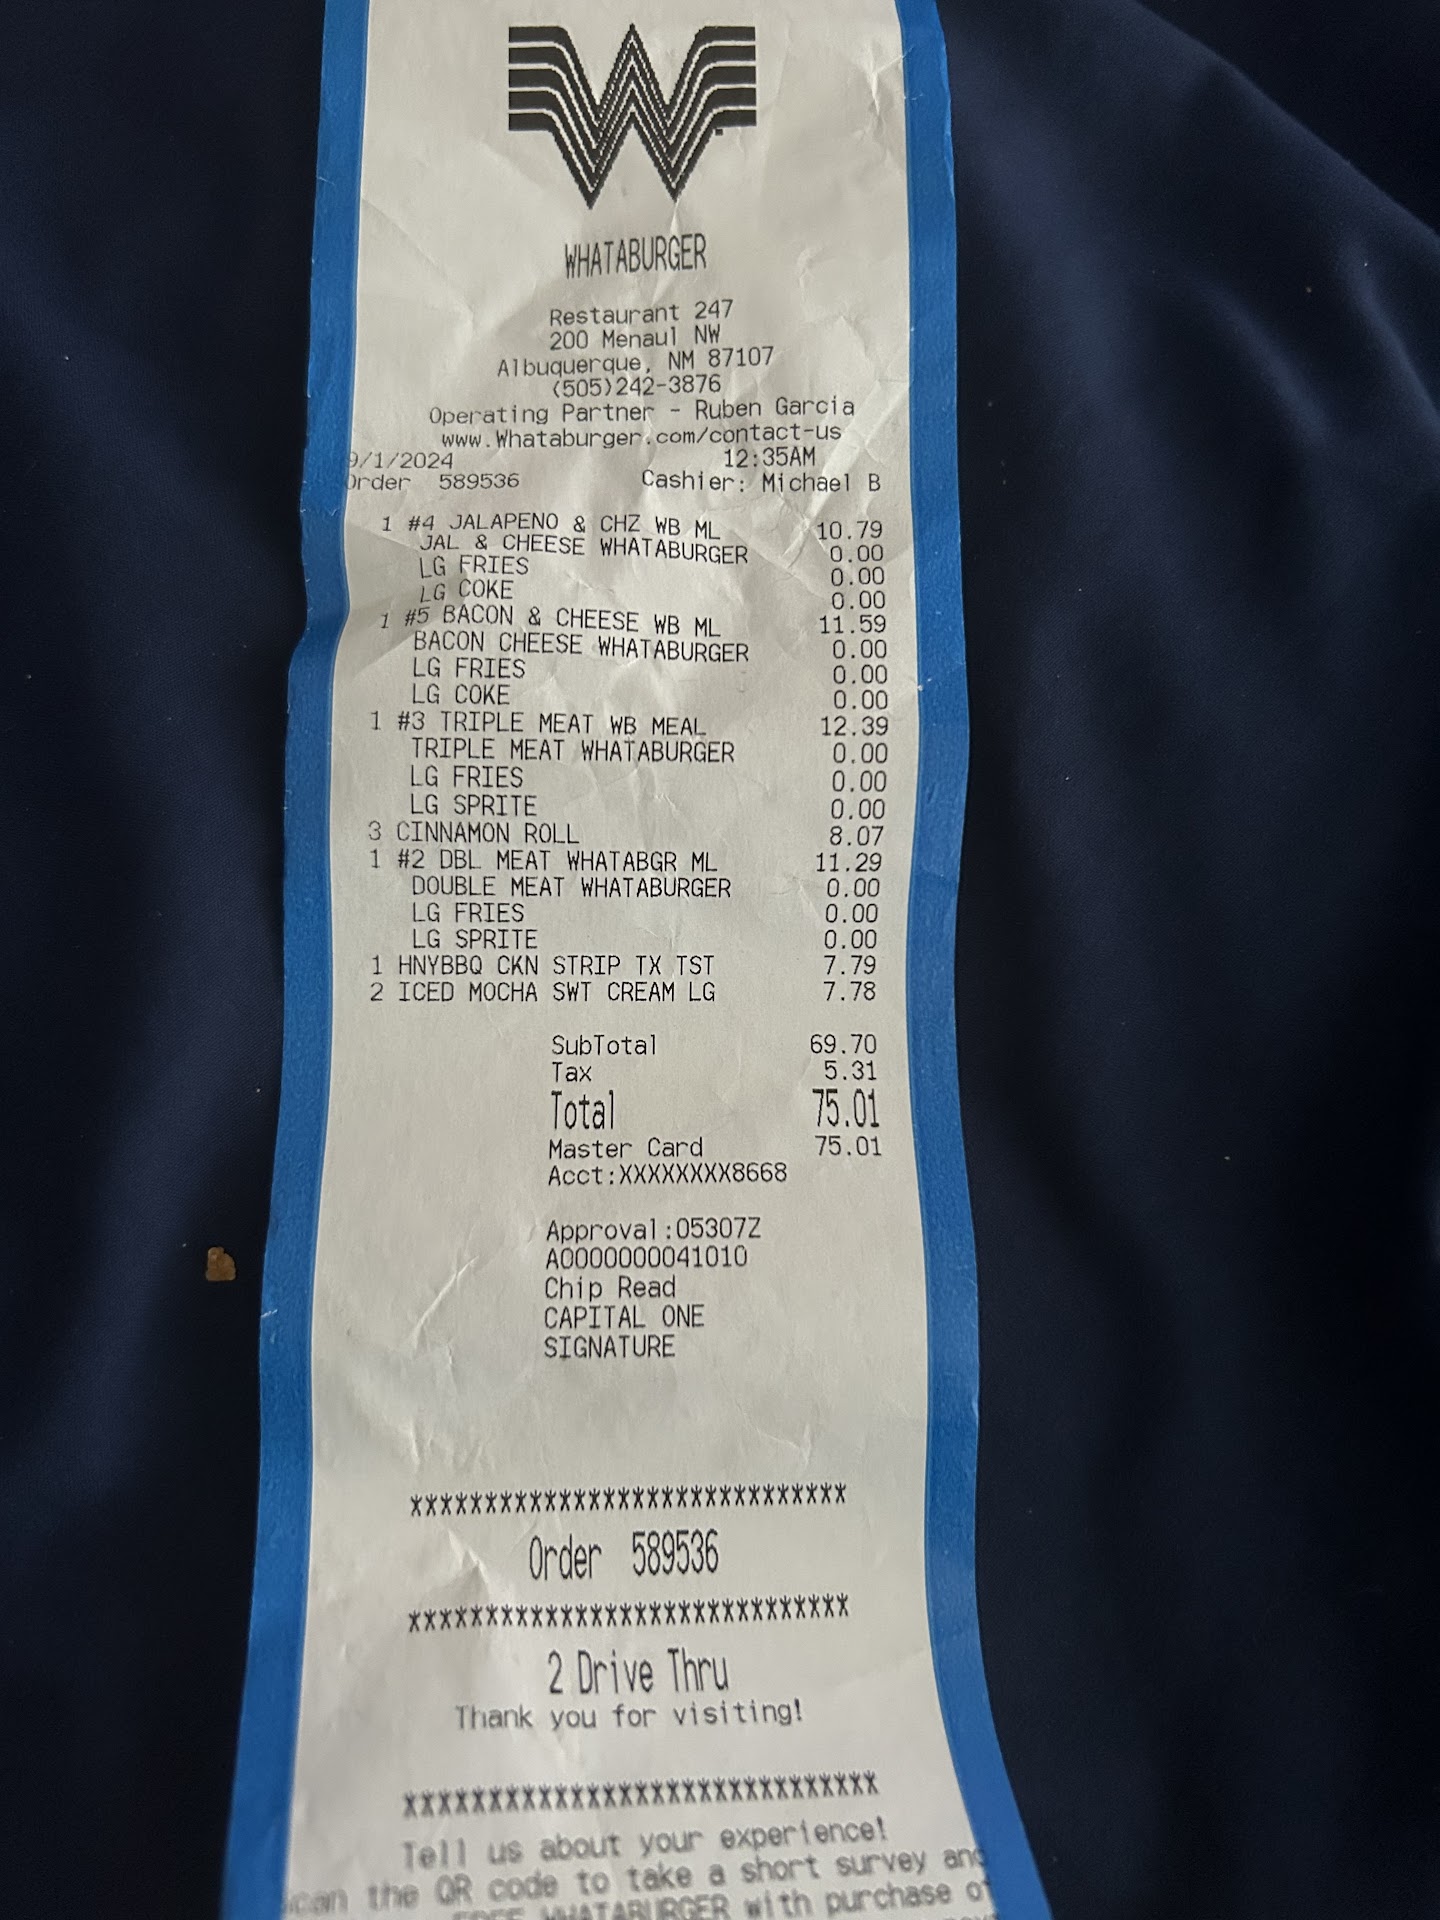 WHATABURGER
Restaurant 247
200 Menaul NW
Albuquerque, NM 87107
(505)242-3876
Operating Partner - Ruben Garcia
www.Whataburger.com/contact-us
9/1/2024 12:35AM
Order 589536 Cashier: Michael B
1 #4 JALAPENO & CHZ WB ML 10.79
JAL & CHEESE WHATABURGER 0.00
LG FRIES 0.00
LG COKE 0.00
1 #5 BACON & CHEESE WB ML 11.59
BACON CHEESE WHATABURGER 0.00
LG FRIES 0.00
LG COKE 0.00
1 #3 TRIPLE MEAT WB MEAL 12.39
TRIPLE MEAT WHATABURGER 0.00
LG FRIES 0.00
LG SPRITE 0.00
3 CINNAMON ROLL 8.07
1 #2 DBL MEAT WHATABGR ML 11.29
DOUBLE MEAT WHATABURGER 0.00
LG FRIES 0.00
LG SPRITE 0.00
1 HNYBBQ CKN STRIP TX TST 7.79
2 ICED MOCHA SWT CREAM LG 7.78
SubTotal 69.70
Tax 5.31
Total 75.01
Master Card 75.01
Acct:XXXXXXXX8668
Approval:05307Z
A0000000041010
Chip Read
CAPITAL ONE
SIGNATURE
*****************************
Order 589536
*****************************
2 Drive Thru
Thank you for visiting!
*****************************
Tell us about your experience!
can the QR code to take a short survey and
FREE WHATABURGER with purchase of